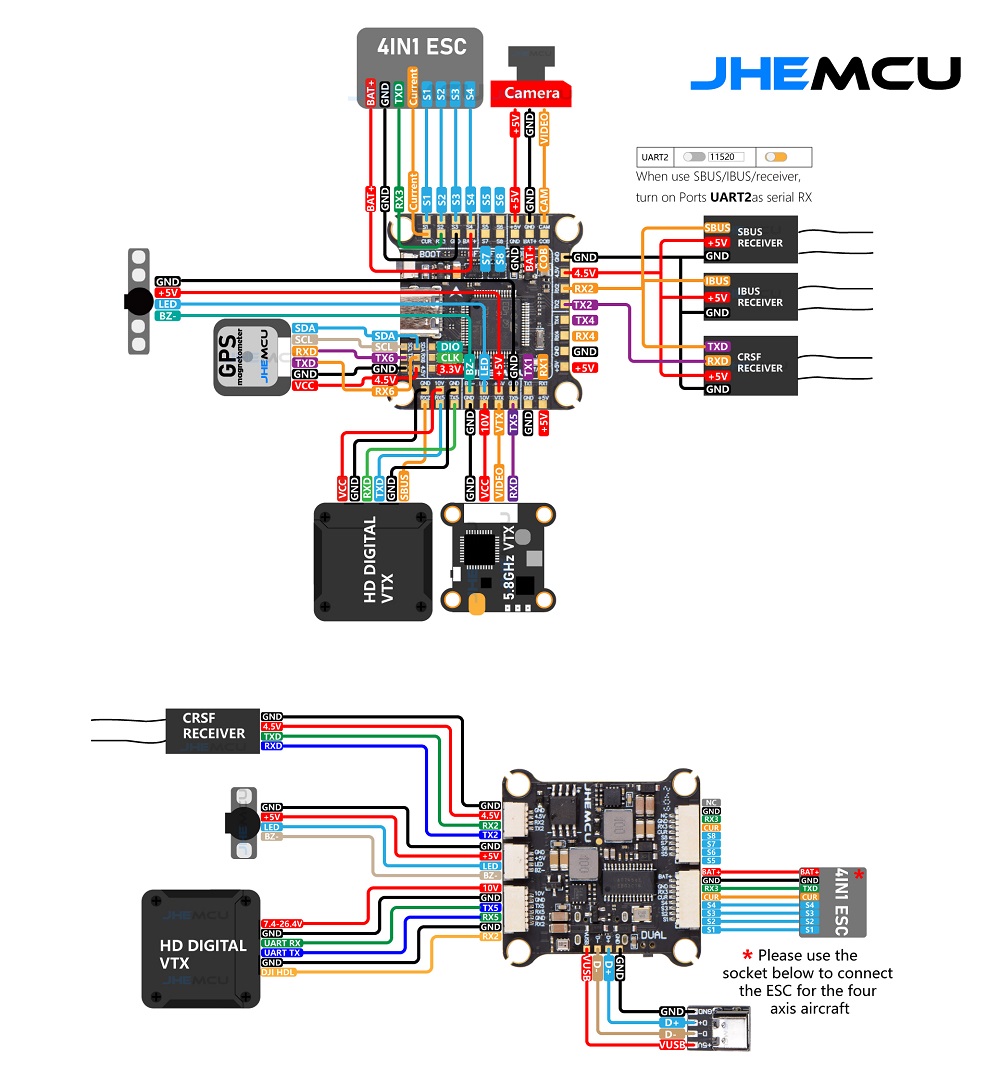 4IN1 ESC
BAT+
GND
TXD
Current
S1
S2
S3
S4
Camera
+5V
GND
VIDEO
JHEMCU
UART2
11520
When use SBUS/IBUS/receiver,
turn on Ports UART2as serial RX
BAT+
GND
RX3
Current
S1
S2
S3
S4
S5
S6
+5V
GND
CAM
S7
S8
GND
BAT+
COB
BOOT
GND
4.5V
RX2
TX2
TX4
RX4
GND
+5V
SBUS
+5V
GND
SBUS
RECEIVER
IBUS
+5V
GND
IBUS
RECEIVER
TXD
RXD
+5V
GND
CRSF
RECEIVER
GND
+5V
LED
BZ-
GPS
magnetometer
JHEMCU
SDA
SCL
RXD
TXD
GND
VCC
SDA
SCL
TX6
GND
4.5V
RX6
DIO
CLK
3.3V
BZ-
LED
+5V
GND
TX1
RX1
GND
10V
VTX
TX5
GND
+5V
VCC
GND
RXD
TXD
GND
SBUS
GND
VCC
VIDEO
RXD
HD DIGITAL
VTX
5.8GHz VTX
CRSF
RECEIVER
GND
4.5V
TXD
RXD
GND
+5V
LED
BZ-
JHEMCU
HD DIGITAL
VTX
7.4-26.4V
GND
UART RX
UART TX
GND
DJI HDL
GND
4.5V
RX2
TX2
GND
+5V
LED
BZ-
10V
GND
TX5
RX5
GND
RX2
JHEMCU
DUAL
NC
GND
RX3
CUR
S8
S7
S6
S5
BAT+
GND
RX3
CUR
S4
S3
S2
S1
BAT+
GND
TXD
CUR
S4
S3
S2
S1
4IN1 ESC
*
* Please use the
socket below to connect
the ESC for the four
axis aircraft
VUSB
D-
D+
GND
GND
D+
D-
VUSB